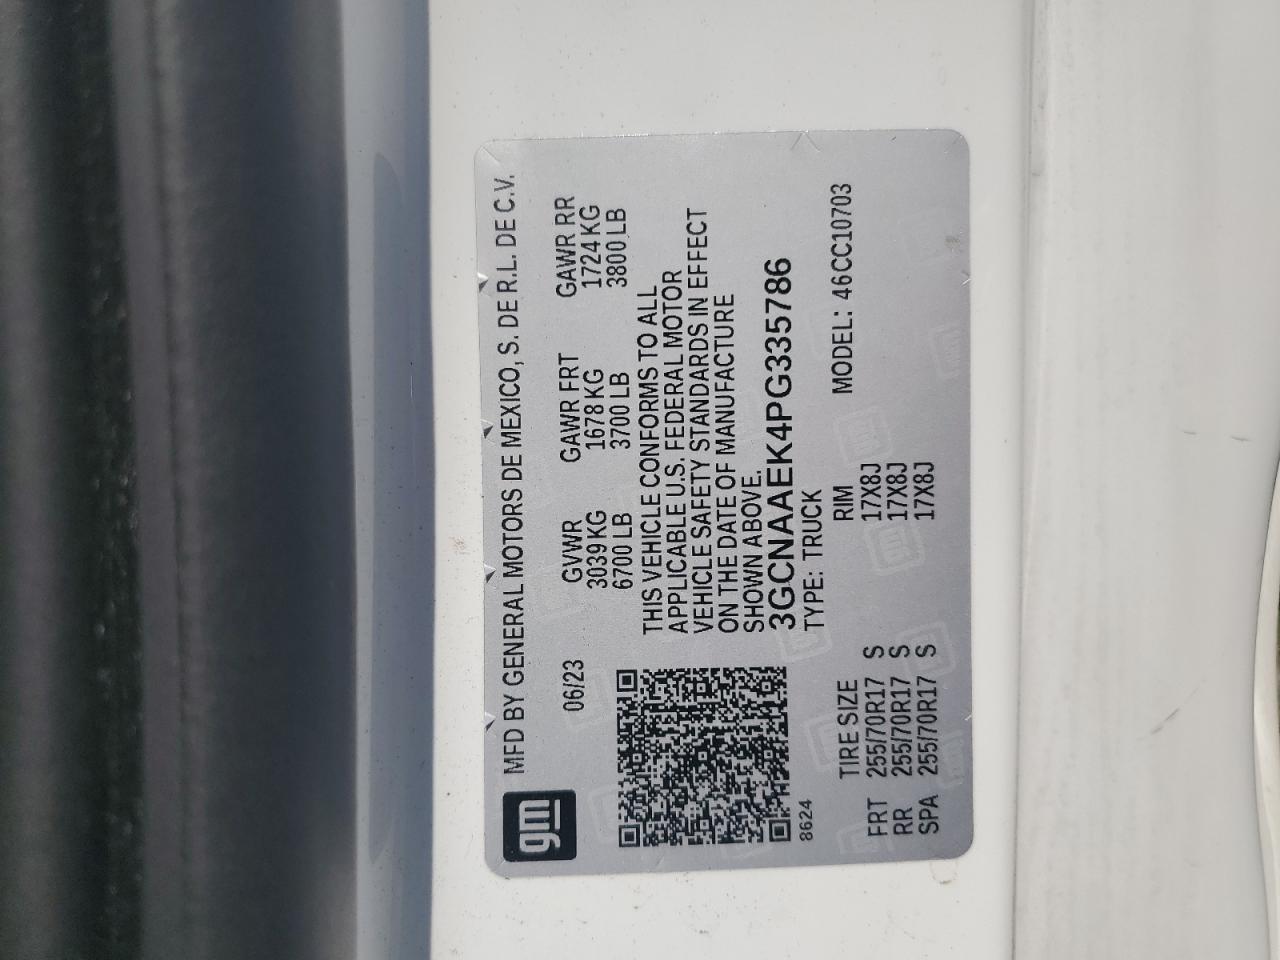 gm
MFD BY GENERAL MOTORS DE MEXICO, S. DE R.L. DE C.V.
06/23
GVWR GAWR FRT GAWR RR
3039 KG 1678 KG 1724 KG
6700 LB 3700 LB 3800 LB
THIS VEHICLE CONFORMS TO ALL
APPLICABLE U.S. FEDERAL MOTOR
VEHICLE SAFETY STANDARDS IN EFFECT
ON THE DATE OF MANUFACTURE
SHOWN ABOVE.
3GCNAAEK4PG335786
TYPE: TRUCK
8624
TIRE SIZE RIM MODEL: 46CC10703
FRT 255/70R17 S 17X8J
RR 255/70R17 S 17X8J
SPA 255/70R17 S 17X8J